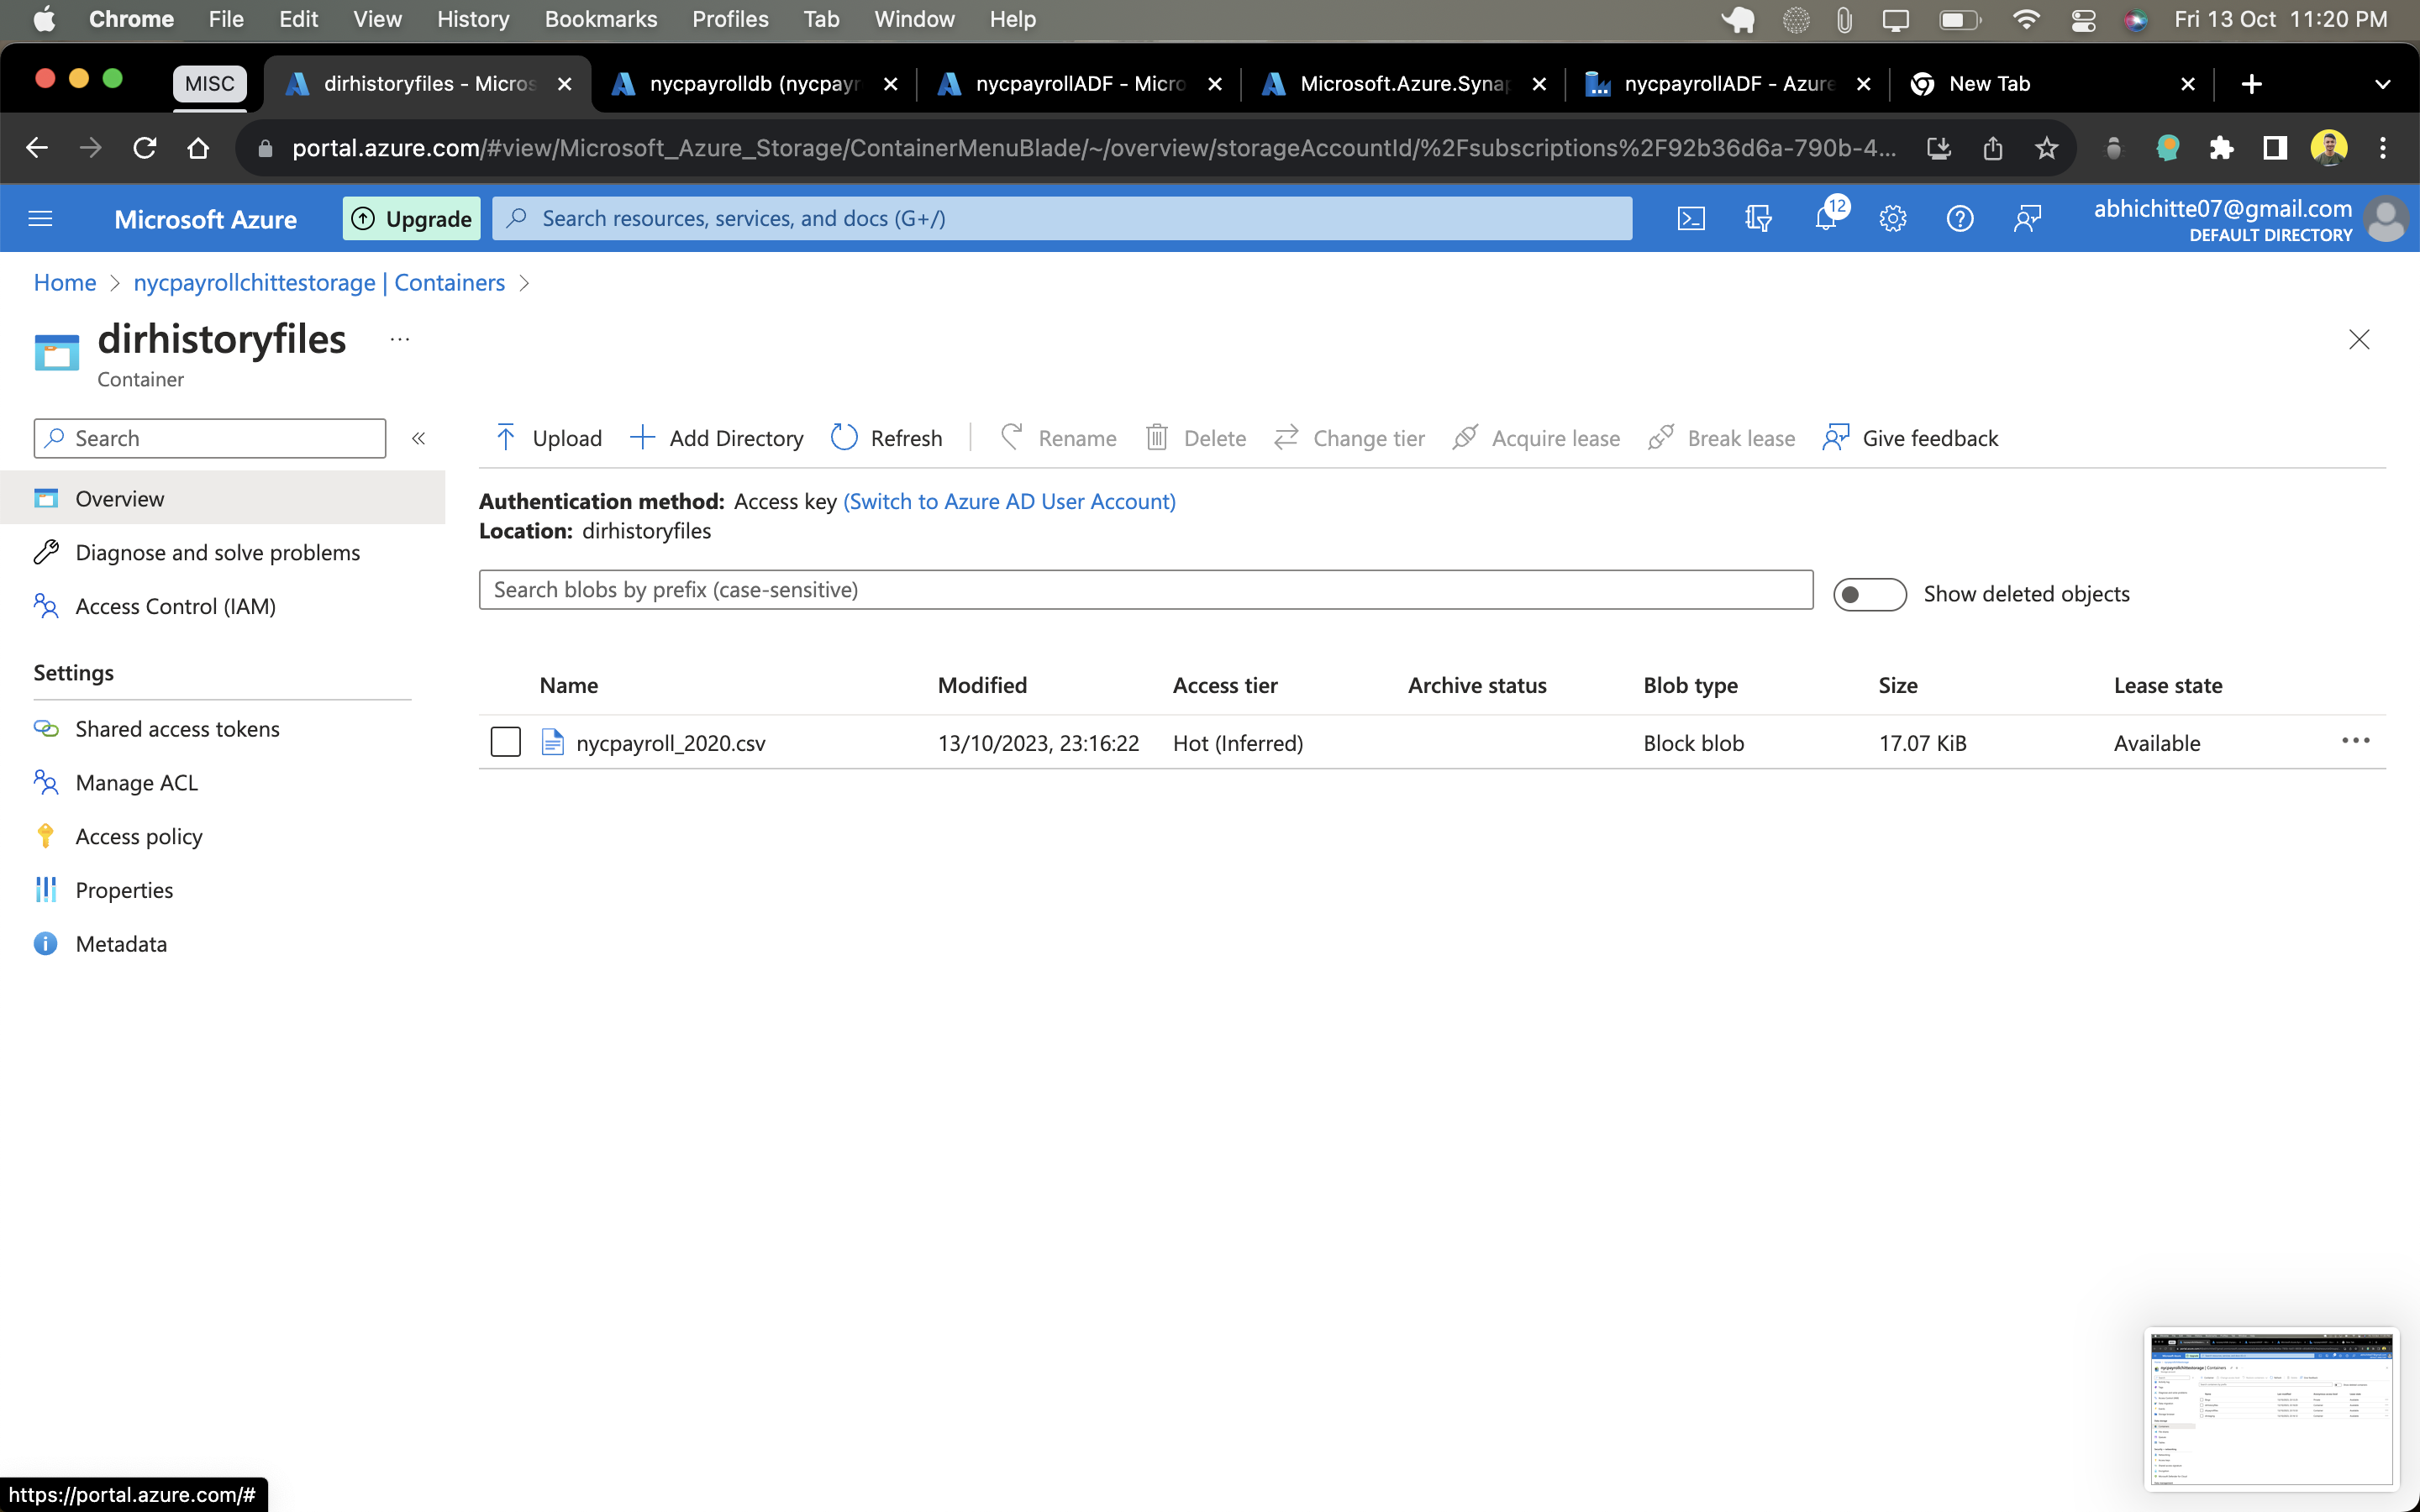 Chrome File Edit View History Bookmarks Profiles Tab Window Help Fri 13 Oct 11:20 PM
MISC dirhistoryfiles - Micros nycpayrolldb (nycpayr nycpayrollADF - Micro Microsoft.Azure.Synap nycpayrollADF - Azure New Tab
portal.azure.com/#view/Microsoft_Azure_Storage/ContainerMenuBlade/~/overview/storageAccountId/%2Fsubscriptions%2F92b36d6a-790b-4...
Microsoft Azure Upgrade Search resources, services, and docs (G+/) 12 abhichitte07@gmail.com
DEFAULT DIRECTORY
Home > nycpayrollchittestorage | Containers >
dirhistoryfiles ...
Container
Search « Upload Add Directory Refresh Rename Delete Change tier Acquire lease Break lease Give feedback
Overview
Diagnose and solve problems
Access Control (IAM)
Settings
Shared access tokens
Manage ACL
Access policy
Properties
Metadata
Authentication method: Access key (Switch to Azure AD User Account)
Location: dirhistoryfiles
Search blobs by prefix (case-sensitive) Show deleted objects
Name Modified Access tier Archive status Blob type Size Lease state
nycpayroll_2020.csv 13/10/2023, 23:16:22 Hot (Inferred) Block blob 17.07 KiB Available ...
https://portal.azure.com/#